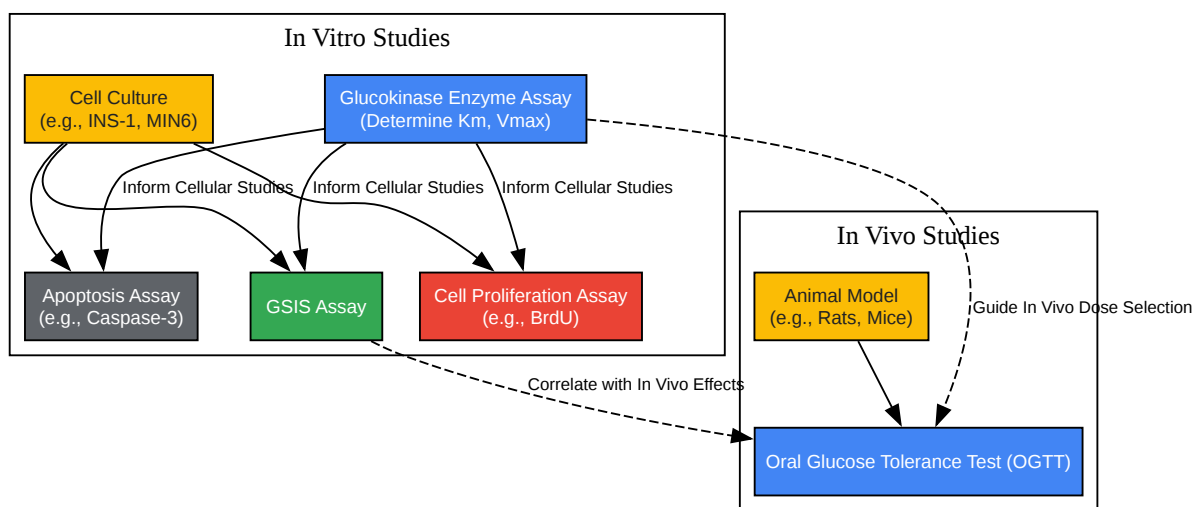 In Vitro Studies
Cell Culture
(e.g., INS-1, MIN6)
Glucokinase Enzyme Assay
(Determine Km, Vmax)
Inform Cellular Studies
Inform Cellular Studies
Inform Cellular Studies
Apoptosis Assay
(e.g., Caspase-3)
GSIS Assay
Cell Proliferation Assay
(e.g., BrdU)
In Vivo Studies
Animal Model
(e.g., Rats, Mice)
Guide In Vivo Dose Selection
Correlate with In Vivo Effects
Oral Glucose Tolerance Test (OGTT)